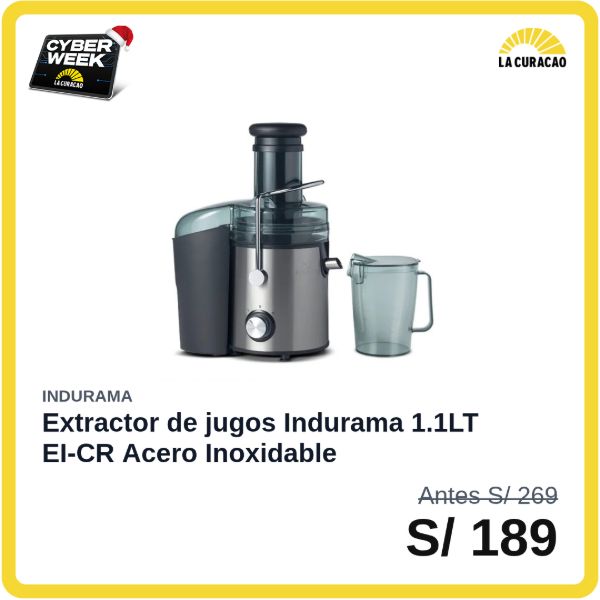 CYBER
WEEK
LA CURACAO
LA CURACAO
INDURAMA
Extractor de jugos Indurama 1.1LT
EI-CR Acero Inoxidable
Antes S/ 269
S/ 189